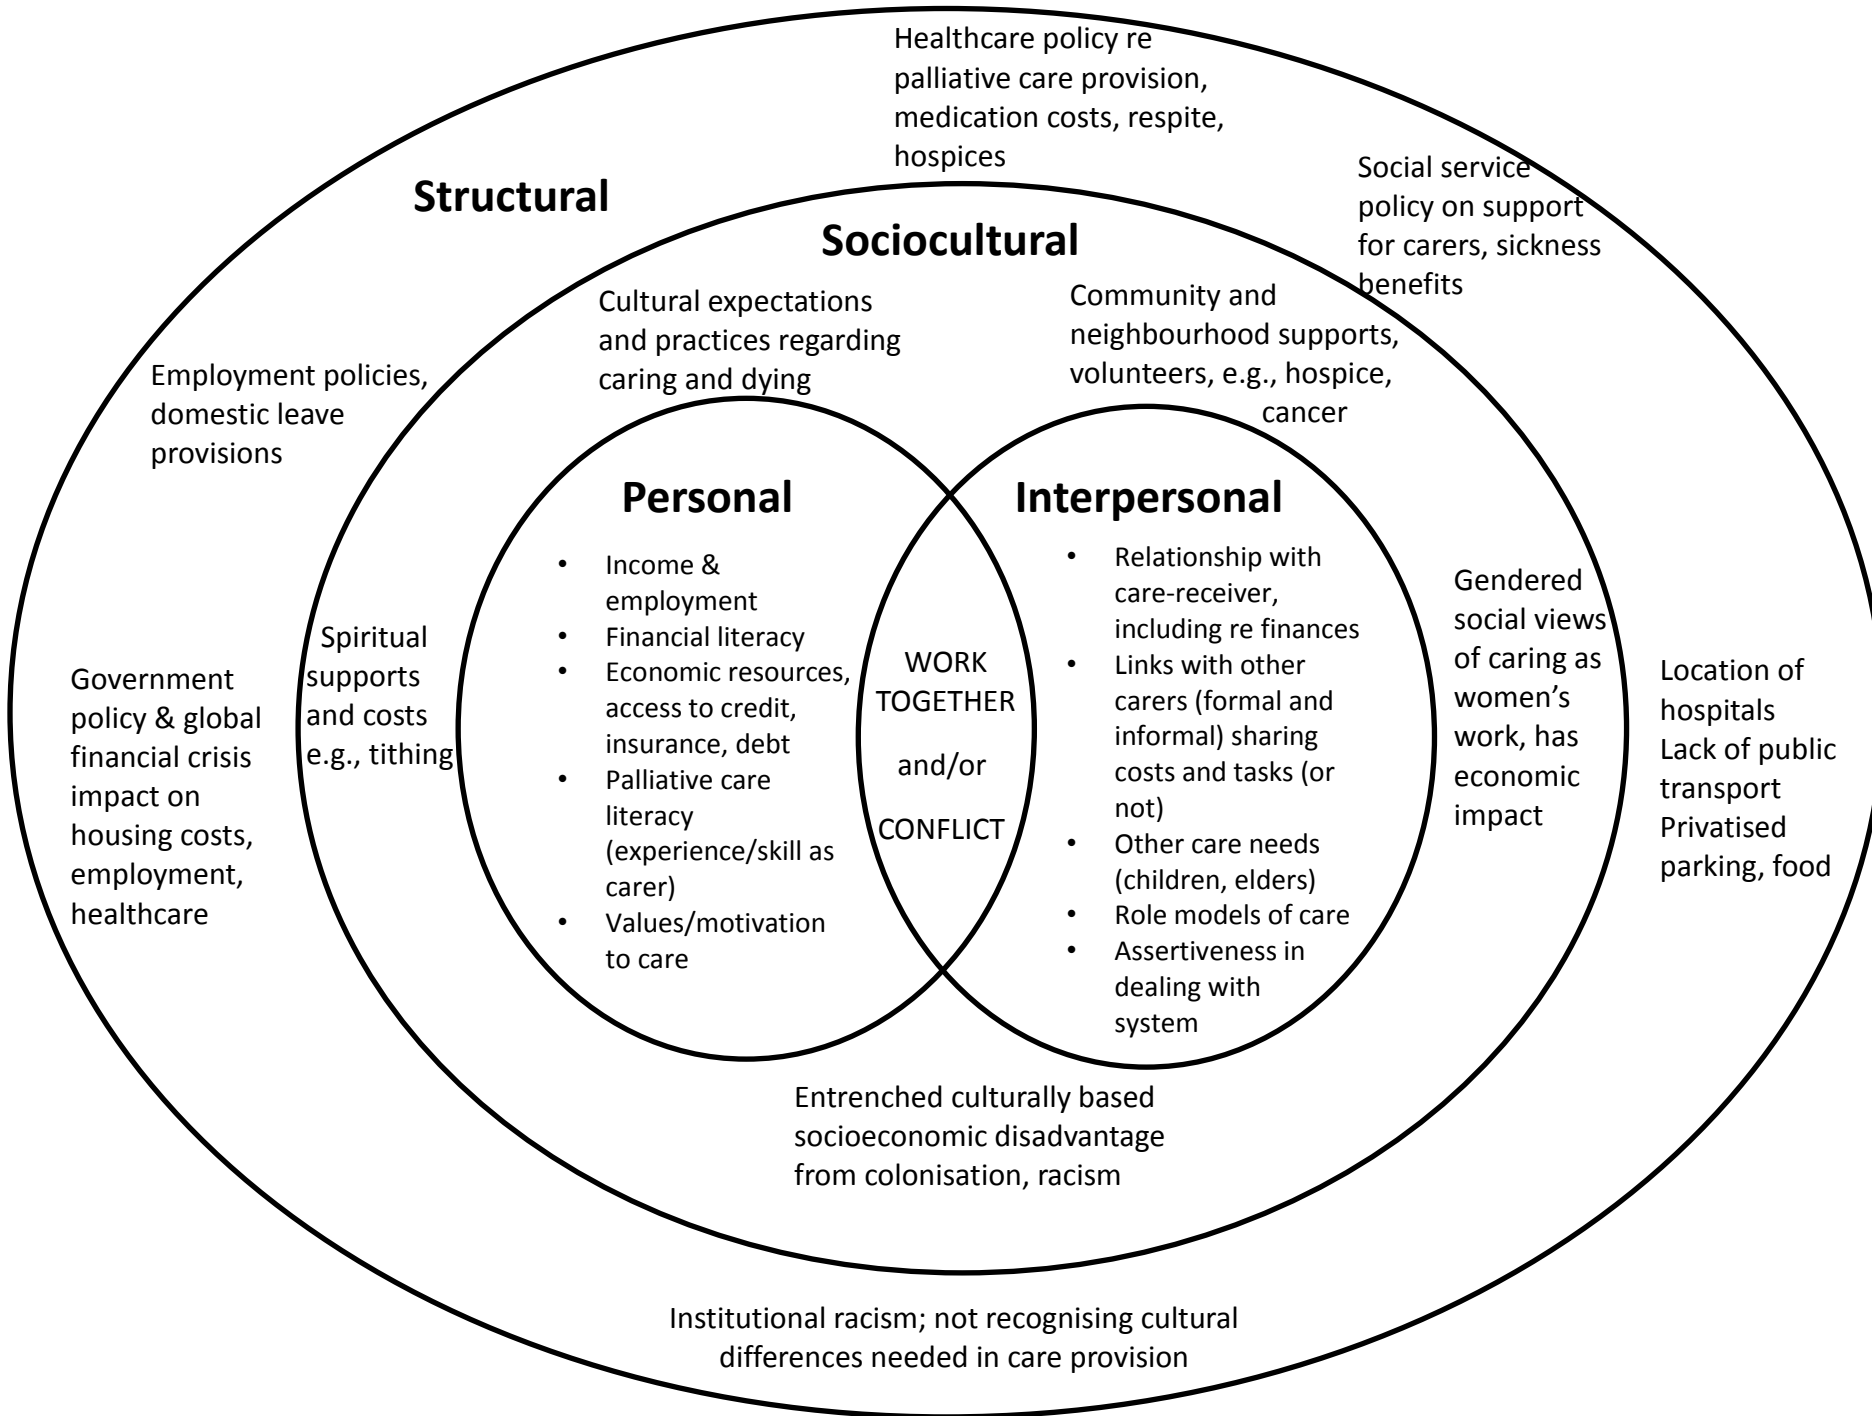 Healthcare policy re
palliative care provision,
medication costs, respite,
hospices
Structural
Social service
policy on support
for carers, sickness
benefits
Sociocultural
Cultural expectations
and practices regarding
caring and dying
Community and
neighbourhood supports,
volunteers, e.g., hospice,
cancer
Employment policies,
domestic leave
provisions
Personal
• Income &
employment
• Financial literacy
• Economic resources,
access to credit,
insurance, debt
• Palliative care
literacy
(experience/skill as
carer)
• Values/motivation
to care
WORK
TOGETHER
and/or
CONFLICT
Interpersonal
• Relationship with
care-receiver,
including re finances
• Links with other
carers (formal and
informal) sharing
costs and tasks (or
not)
• Other care needs
(children, elders)
• Role models of care
• Assertiveness in
dealing with
system
Spiritual
supports
and costs
e.g., tithing
Government
policy & global
financial crisis
impact on
housing costs,
employment,
healthcare
Gendered
social views
of caring as
women’s
work, has
economic
impact
Location of
hospitals
Lack of public
transport
Privatised
parking, food
Entrenched culturally based
socioeconomic disadvantage
from colonisation, racism
Institutional racism; not recognising cultural
differences needed in care provision